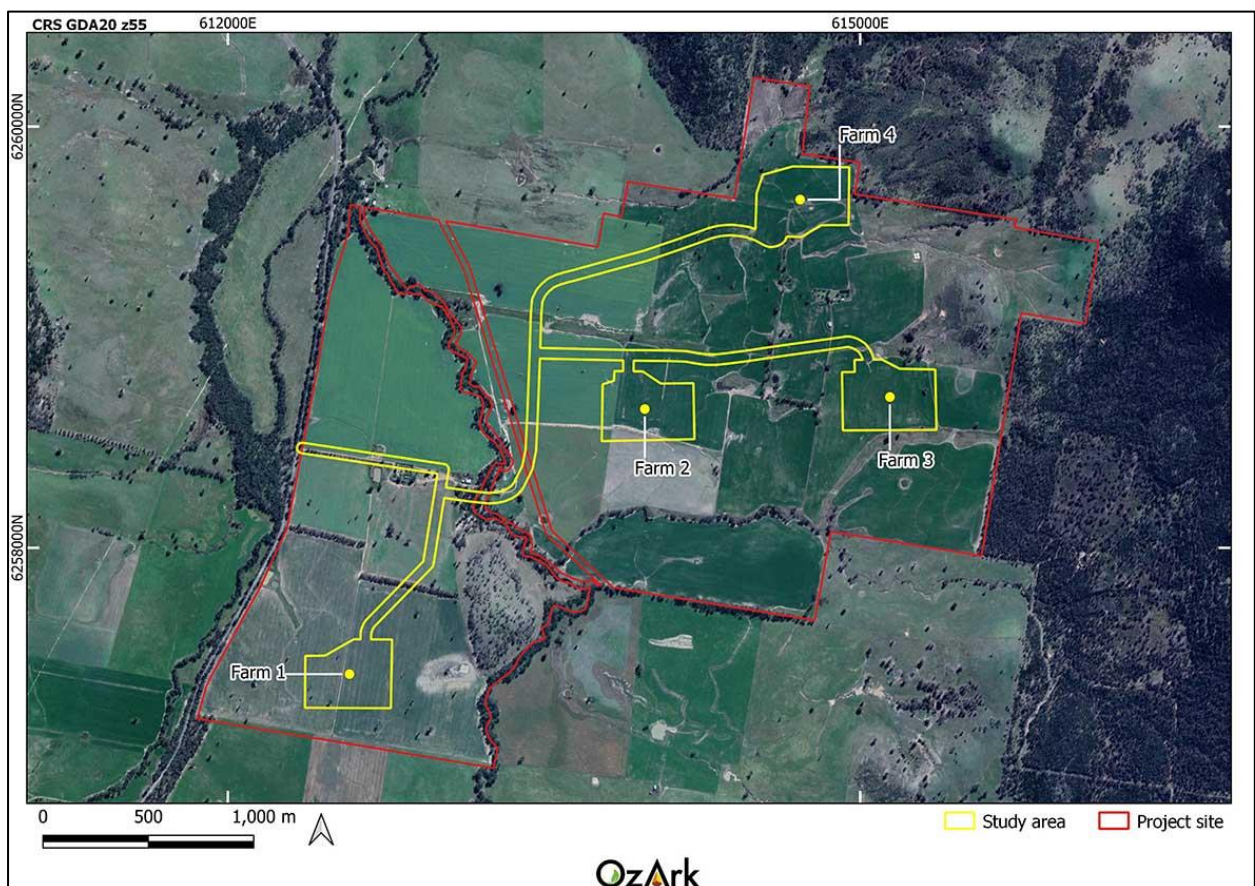 CRS GDA20 z55
612000E
615000E
6260000N
Farm 4
Farm 2
Farm 3
6258000N
Farm 1
0 500 1,000 m
Study area
Project site
OzArk